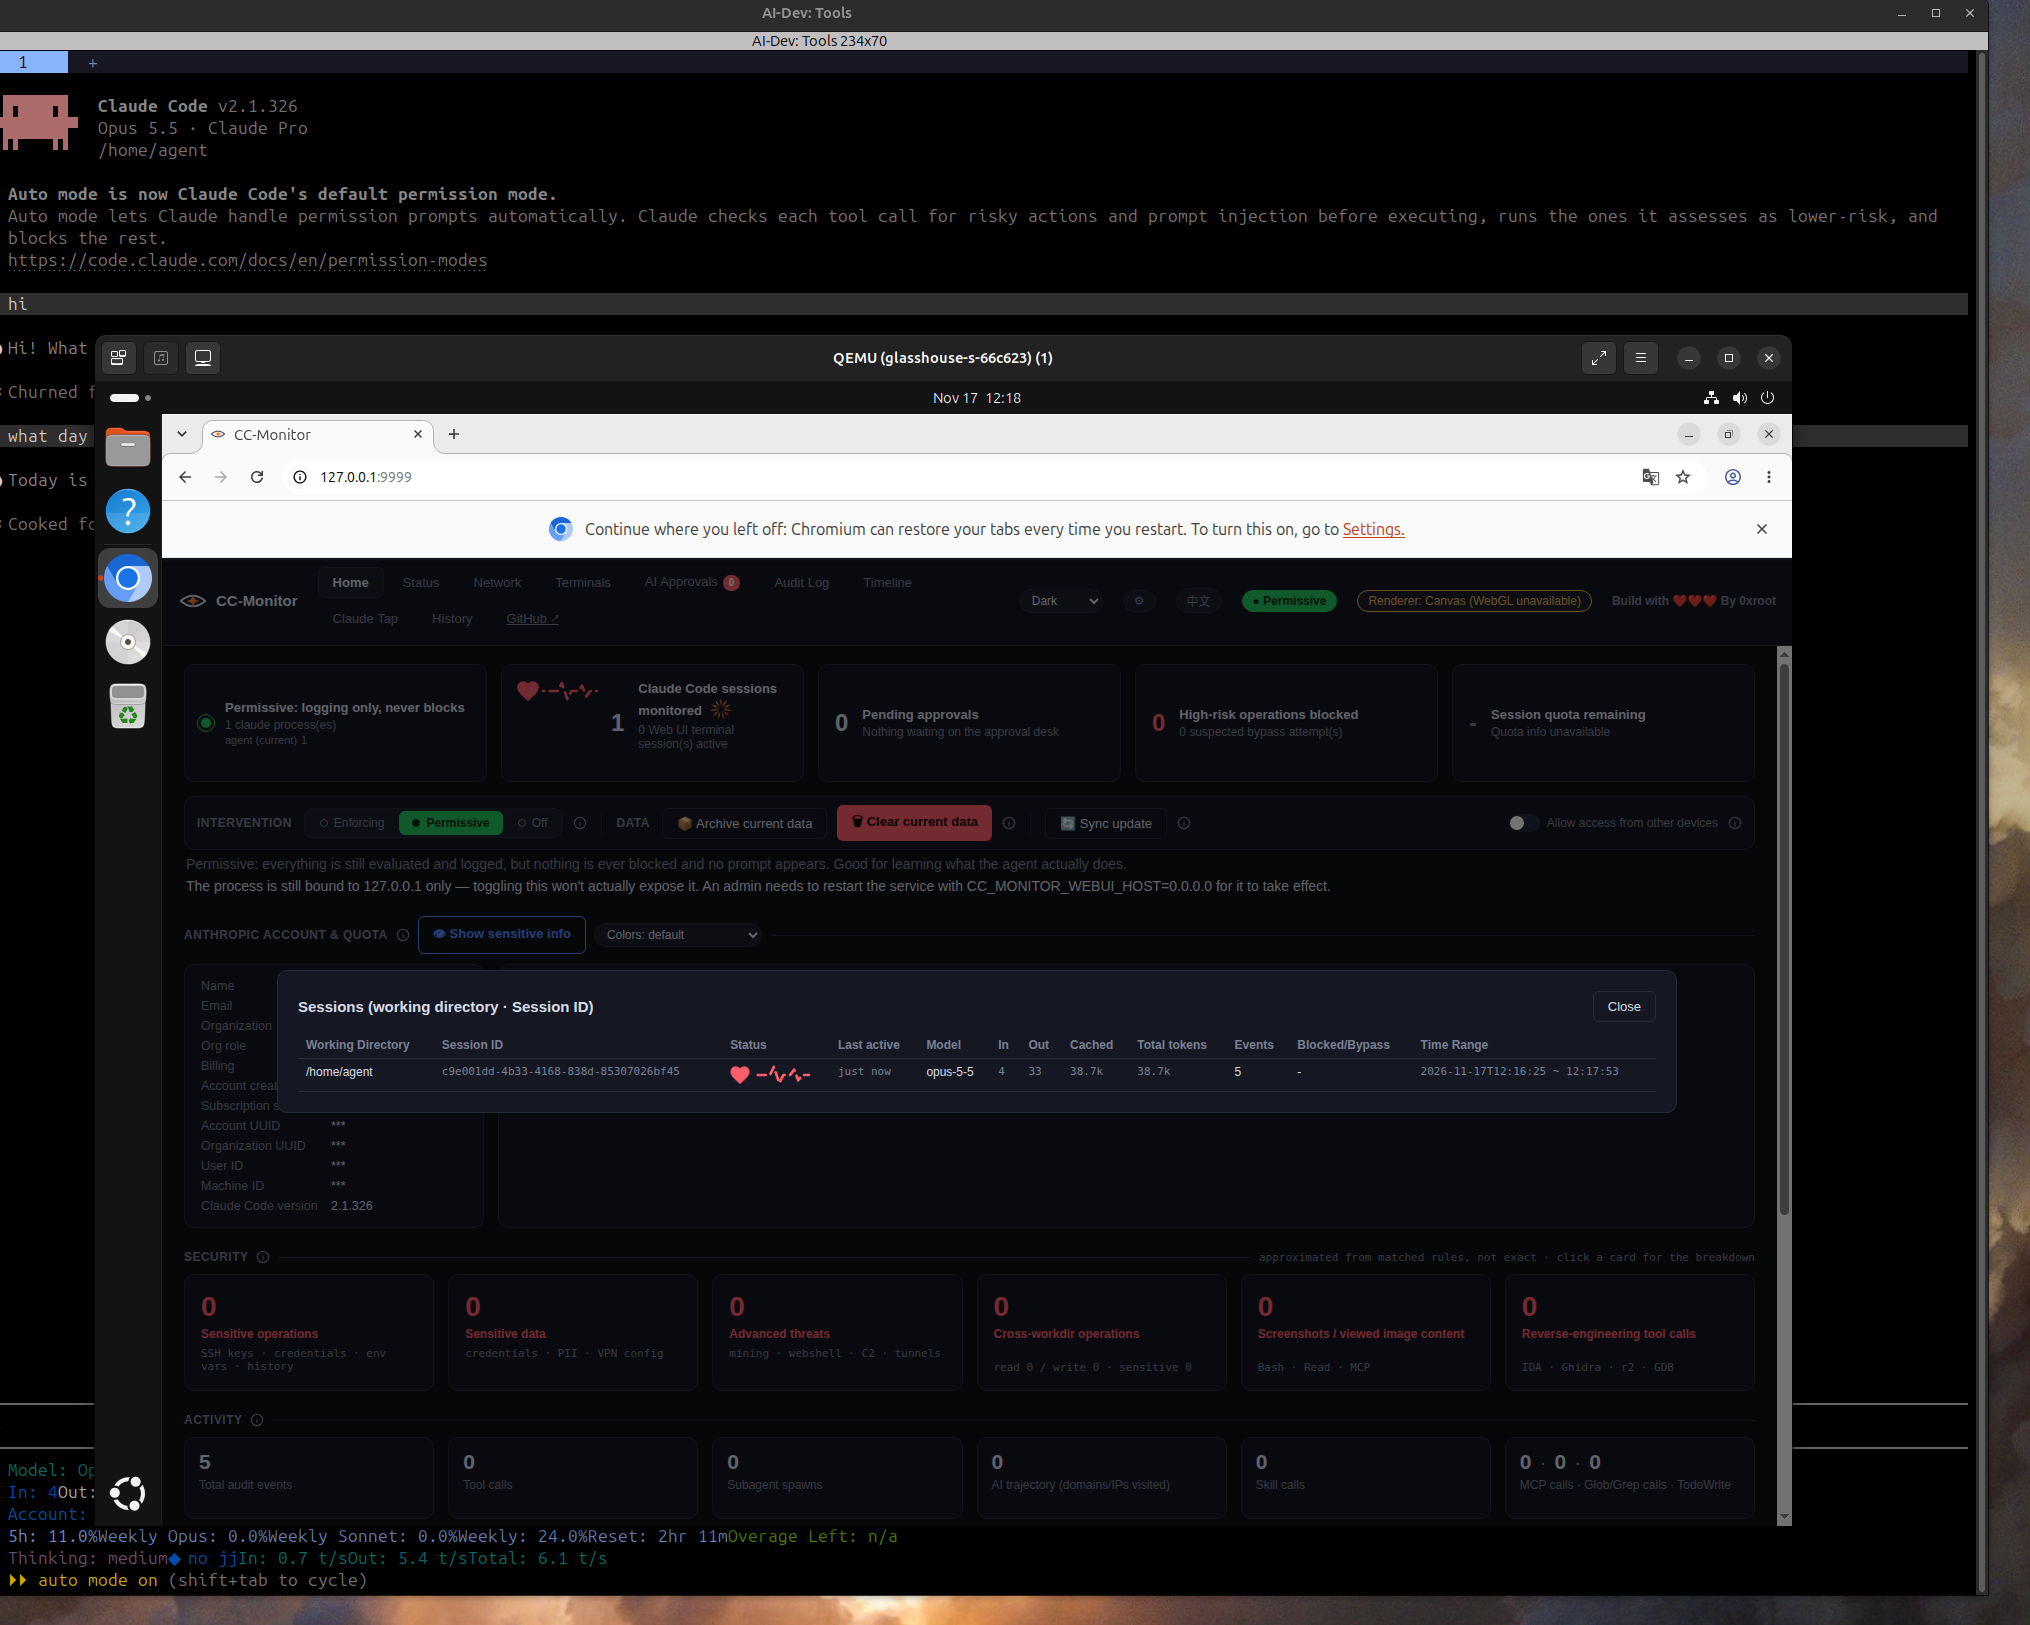 AI-Dev: Tools
AI-Dev: Tools 234x70
1 +
Claude Code v2.1.326
Opus 5.5 · Claude Pro
/home/agent
Auto mode is now Claude Code's default permission mode.
Auto mode lets Claude handle permission prompts automatically. Claude checks each tool call for risky actions and prompt injection before executing, runs the ones it assesses as lower-risk, and
blocks the rest.
https://code.claude.com/docs/en/permission-modes
hi
Hi! What
Churned f
what day
Today is
Cooked fo
QEMU (glasshouse-s-66c623) (1)
Nov 17 12:18
CC-Monitor
127.0.0.1:9999
Continue where you left off: Chromium can restore your tabs every time you restart. To turn this on, go to Settings.
CC-Monitor
Home Status Network Terminals AI Approvals 0 Audit Log Timeline
Claude Tap History GitHub ↗
Dark 中文 ● Permissive Renderer: Canvas (WebGL unavailable) Build with ❤️❤️❤️ By 0xroot
Permissive: logging only, never blocks
1 claude process(es)
agent (current) 1
1
Claude Code sessions
monitored
0 Web UI terminal
session(s) active
0
Pending approvals
Nothing waiting on the approval desk
0
High-risk operations blocked
0 suspected bypass attempt(s)
-
Session quota remaining
Quota info unavailable
INTERVENTION Enforcing Permissive Off DATA Archive current data Clear current data Sync update Allow access from other devices
Permissive: everything is still evaluated and logged, but nothing is ever blocked and no prompt appears. Good for learning what the agent actually does.
The process is still bound to 127.0.0.1 only — toggling this won't actually expose it. An admin needs to restart the service with CC_MONITOR_WEBUI_HOST=0.0.0.0 for it to take effect.
ANTHROPIC ACCOUNT & QUOTA Show sensitive info Colors: default
Name
Email
Organization
Org role
Billing
Account creat
Subscription s
Account UUID ***
Organization UUID ***
User ID ***
Machine ID ***
Claude Code version 2.1.326
Sessions (working directory · Session ID)
Close
Working Directory Session ID Status Last active Model In Out Cached Total tokens Events Blocked/Bypass Time Range
/home/agent c9e001dd-4b33-4168-838d-85307026bf45 just now opus-5-5 4 33 38.7k 38.7k 5 - 2026-11-17T12:16:25 ~ 12:17:53
SECURITY
approximated from matched rules, not exact · click a card for the breakdown
0
Sensitive operations
SSH keys · credentials · env
vars · history
0
Sensitive data
credentials · PII · VPN config
0
Advanced threats
mining · webshell · C2 · tunnels
0
Cross-workdir operations
read 0 / write 0 · sensitive 0
0
Screenshots / viewed image content
Bash · Read · MCP
0
Reverse-engineering tool calls
IDA · Ghidra · r2 · GDB
ACTIVITY
5
Total audit events
0
Tool calls
0
Subagent spawns
0
AI trajectory (domains/IPs visited)
0
Skill calls
0 · 0 · 0
MCP calls · Glob/Grep calls · TodoWrite
Model: Op
In: 4Out:
Account:
5h: 11.0%Weekly Opus: 0.0%Weekly Sonnet: 0.0%Weekly: 24.0%Reset: 2hr 11mOverage Left: n/a
Thinking: medium◆ no jjIn: 0.7 t/sOut: 5.4 t/sTotal: 6.1 t/s
auto mode on (shift+tab to cycle)